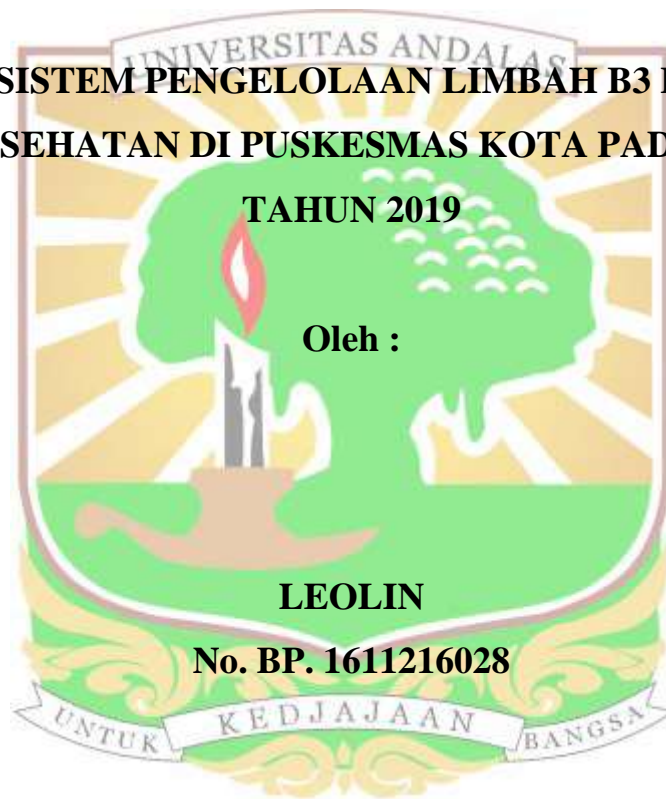 UNIVERSITAS ANDALAS
SISTEM PENGELOLAAN LIMBAH B3
SEHATAN DI PUSKESMAS KOTA PAD
TAHUN 2019
Oleh :
LEOLIN
No. BP. 1611216028
UNTUK KEDJAJAAN BANGSA